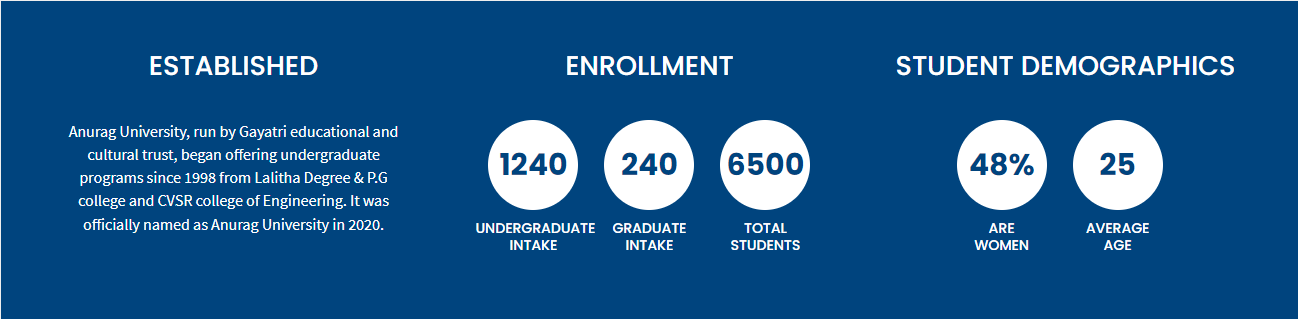 ESTABLISHED
Anurag University, run by Gayatri educational and
cultural trust, began offering undergraduate
programs since 1998 from Lalitha Degree & P.G
college and CVSR college of Engineering. It was
officially named as Anurag University in 2020.
ENROLLMENT
1240
UNDERGRADUATE
INTAKE
240
GRADUATE
INTAKE
6500
TOTAL
STUDENTS
STUDENT DEMOGRAPHICS
48%
ARE
WOMEN
25
AVERAGE
AGE